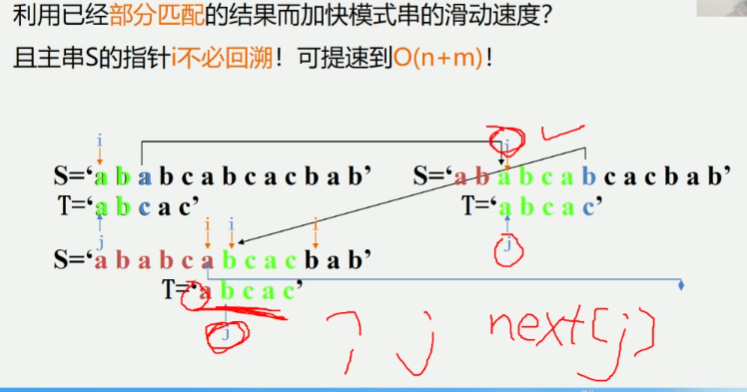 利用已经部分匹配的结果而加快模式串的滑动速度?
且主串S的指针i不必回溯!可提速到O(n+m)!
i
i
S=‘a b a b c a b c a c b a b’
S=‘a b a b c a b c a c b a b’
T=‘a b c a c’
T=‘a b c a c’
j
i
i
i
j
S=‘a b a b c a b c a c b a b’
T=‘a b c a c’
j
? j next[j]